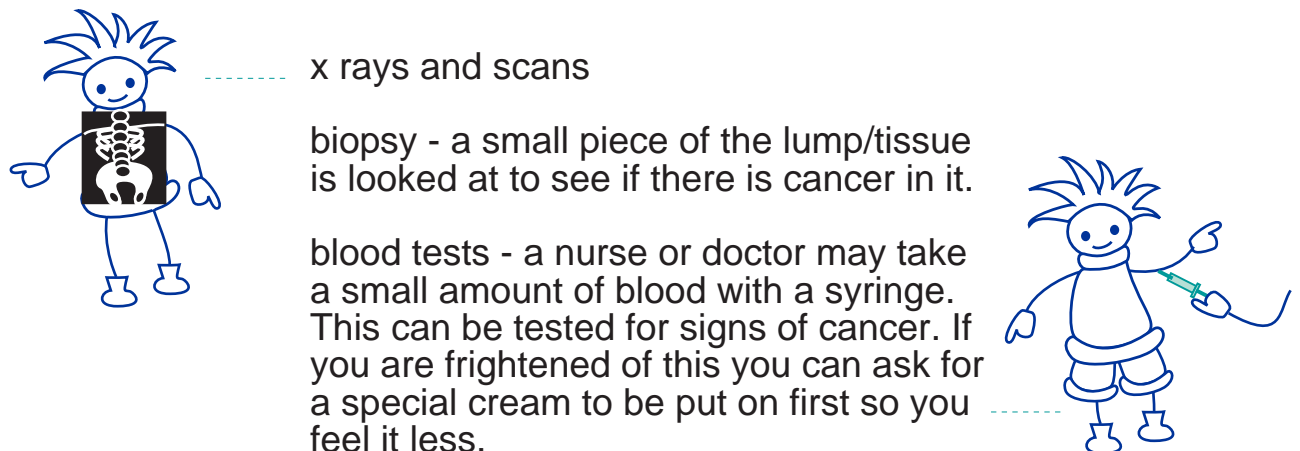 x rays and scans
biopsy - a small piece of the lump/tissue
is looked at to see if there is cancer in it.
blood tests - a nurse or doctor may take
a small amount of blood with a syringe.
This can be tested for signs of cancer. If
you are frightened of this you can ask for
a special cream to be put on first so you
feel it less.